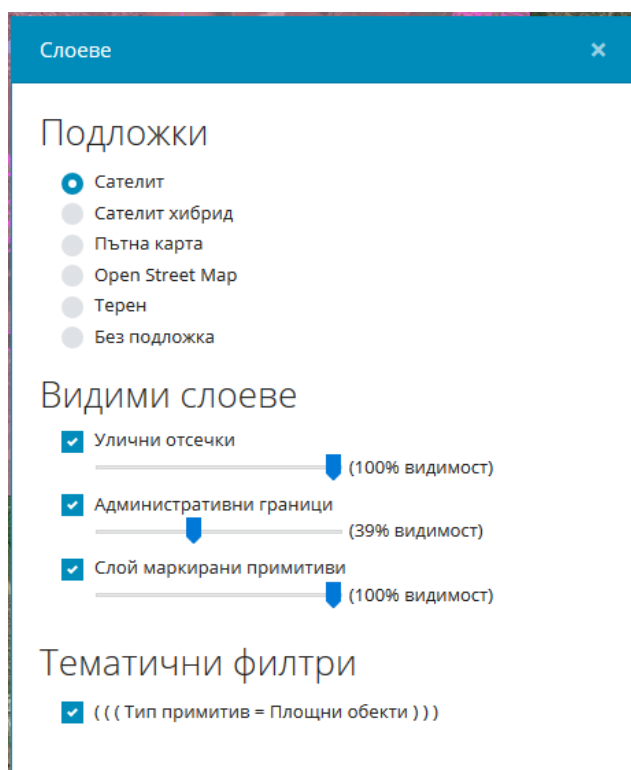 Слоеве
Подложки
Сателит
Сателит хибрид
Пътна карта
Open Street Map
Терен
Без подложка
Видими слоеве
Улични отсечки
(100% видимост)
Административни граници
(39% видимост)
Слой маркирани примитиви
(100% видимост)
Тематични филтри
( ( ( Тип примитив = Площни обекти ) ) )